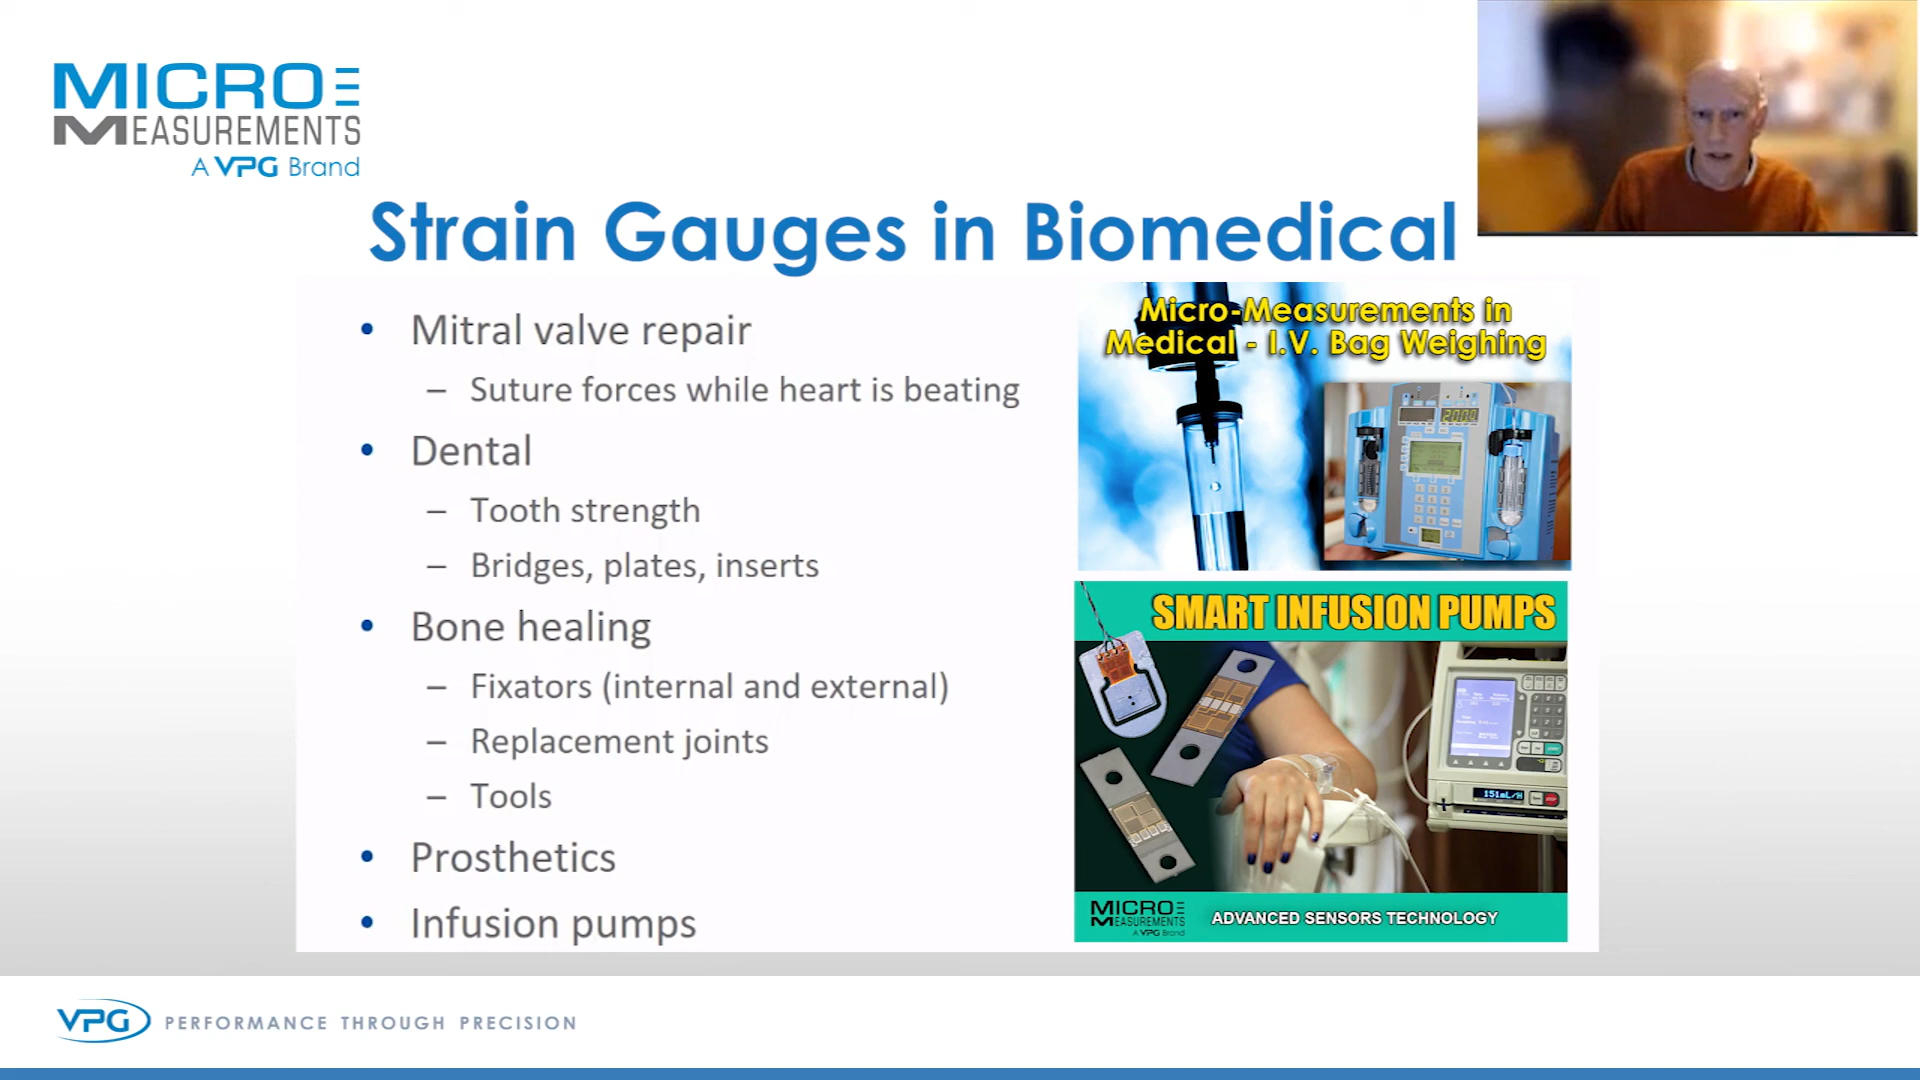 MICRO
MEASUREMENTS
A VPG Brand
Strain Gauges in Biomedical
• Mitral valve repair
– Suture forces while heart is beating
• Dental
– Tooth strength
– Bridges, plates, inserts
• Bone healing
– Fixators (internal and external)
– Replacement joints
– Tools
• Prosthetics
• Infusion pumps
Micro-Measurements in
Medical - I.V. Bag Weighing
SMART INFUSION PUMPS
151mL/H
MICRO
MEASUREMENTS
A VPG Brand
ADVANCED SENSORS TECHNOLOGY
VPG PERFORMANCE THROUGH PRECISION